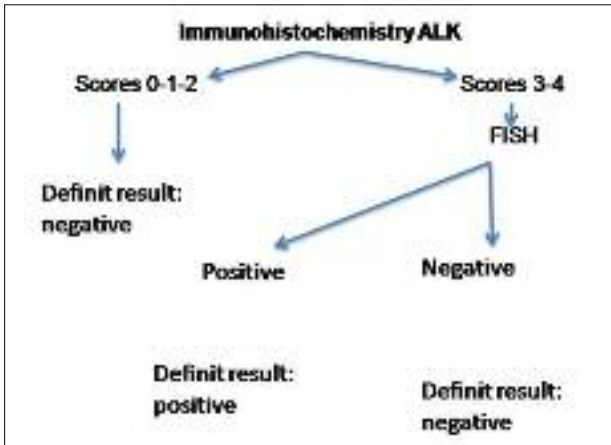 Immunohistochemistry ALK
Scores 0-1-2
Scores 3-4
FISH
Definit result:
negative
Positive
Negative
Definit result:
positive
Definit result:
negative